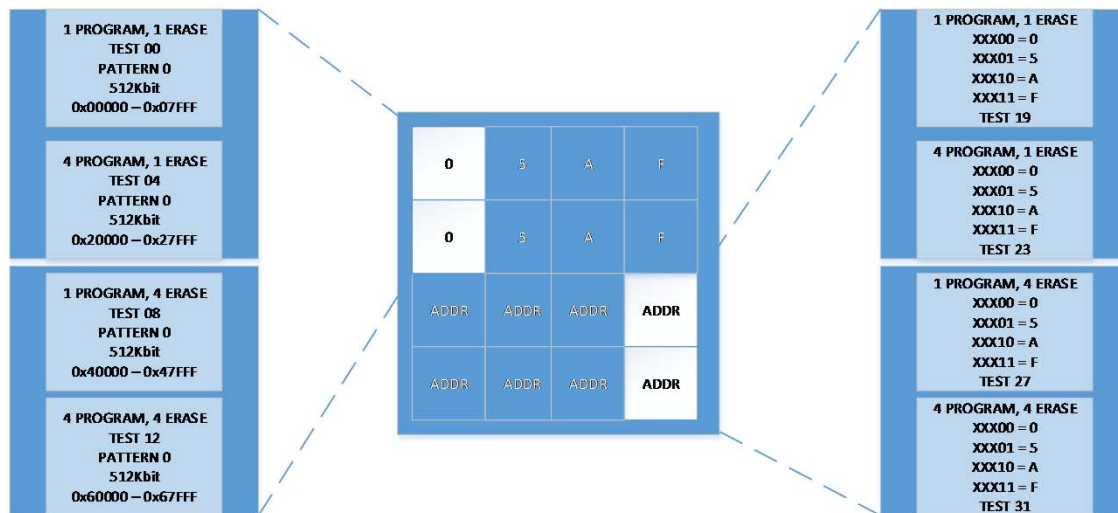 1 PROGRAM, 1 ERASE
TEST 00
PATTERN 0
512Kbit
0x00000 – 0x07FFF
4 PROGRAM, 1 ERASE
TEST 04
PATTERN 0
512Kbit
0x20000 – 0x27FFF
1 PROGRAM, 4 ERASE
TEST 08
PATTERN 0
512Kbit
0x40000 – 0x47FFF
4 PROGRAM, 4 ERASE
TEST 12
PATTERN 0
512Kbit
0x60000 – 0x67FFF
0 5 A F
0 5 A F
ADDR ADDR ADDR ADDR
ADDR ADDR ADDR ADDR
1 PROGRAM, 1 ERASE
XXX00 = 0
XXX01 = 5
XXX10 = A
XXX11 = F
TEST 19
4 PROGRAM, 1 ERASE
XXX00 = 0
XXX01 = 5
XXX10 = A
XXX11 = F
TEST 23
1 PROGRAM, 4 ERASE
XXX00 = 0
XXX01 = 5
XXX10 = A
XXX11 = F
TEST 27
4 PROGRAM, 4 ERASE
XXX00 = 0
XXX01 = 5
XXX10 = A
XXX11 = F
TEST 31